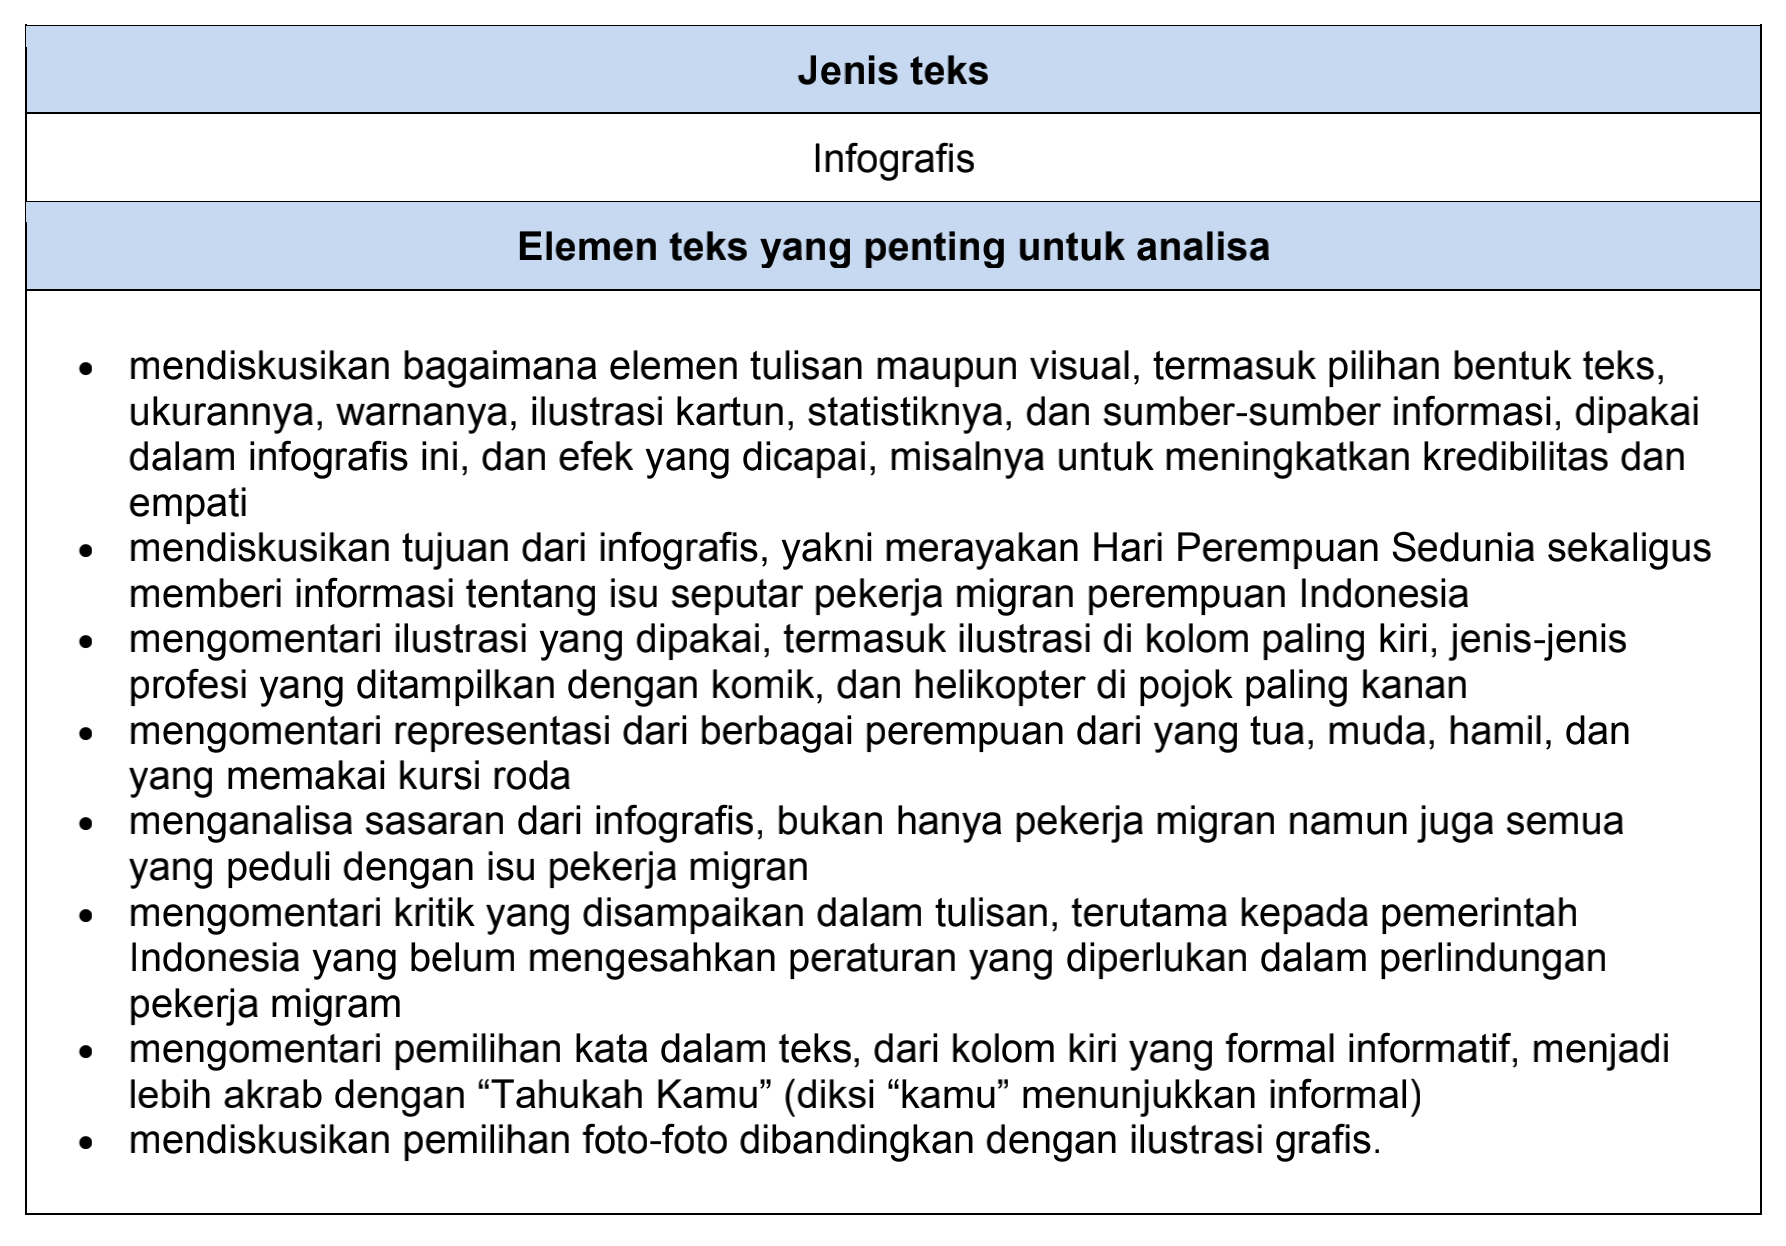 Jenis teks
Infografis
Elemen teks yang penting untuk analisa
• mendiskusikan bagaimana elemen tulisan maupun visual, termasuk pilihan bentuk teks,
ukurannya, warnanya, ilustrasi kartun, statistiknya, dan sumber-sumber informasi, dipakai
dalam infografis ini, dan efek yang dicapai, misalnya untuk meningkatkan kredibilitas dan
empati
• mendiskusikan tujuan dari infografis, yakni merayakan Hari Perempuan Sedunia sekaligus
memberi informasi tentang isu seputar pekerja migran perempuan Indonesia
• mengomentari ilustrasi yang dipakai, termasuk ilustrasi di kolom paling kiri, jenis-jenis
profesi yang ditampilkan dengan komik, dan helikopter di pojok paling kanan
• mengomentari representasi dari berbagai perempuan dari yang tua, muda, hamil, dan
yang memakai kursi roda
• menganalisa sasaran dari infografis, bukan hanya pekerja migran namun juga semua
yang peduli dengan isu pekerja migran
• mengomentari kritik yang disampaikan dalam tulisan, terutama kepada pemerintah
Indonesia yang belum mengesahkan peraturan yang diperlukan dalam perlindungan
pekerja migram
• mengomentari pemilihan kata dalam teks, dari kolom kiri yang formal informatif, menjadi
lebih akrab dengan “Tahukah Kamu” (diksi “kamu” menunjukkan informal)
• mendiskusikan pemilihan foto-foto dibandingkan dengan ilustrasi grafis.